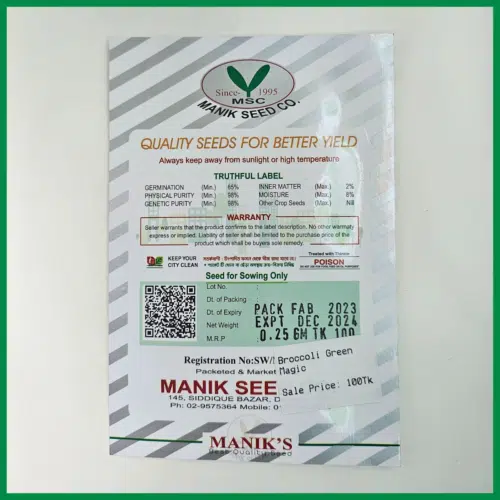 Since- 1995
MSC
MANIK SEED CO.
QUALITY SEEDS FOR BETTER YIELD
Always keep away from sunlight or high temperature
TRUTHFUL LABEL
GERMINATION (Min.) 65% INNER MATTER (Max.) 2%
PHYSICAL PURITY (Min.) 98% MOISTURE (Max.) 8%
GENETIC PURITY (Min.) 98% Other Crop Seeds (Max.) Nil
WARRANTY
Seller warrants that the product confirms to the label description. No other warranty
express or implied. Liability of seller shall be limited to the purchase price of the
product which shall be buyers sole remedy.
KEEP YOUR
CITY CLEAN
Treated with Thiram
POISON
Seed for Sowing Only
Lot No. :
Dt. of Packing
Dt. of Expiry
Net Weight
PACK FAB 2023
EXPT DEC 2024
0.25 GM TK 100
Registration No:SW/
Packeted & Market
Broccoli Green
Magic
Sale Price: 100Tk
MANIK SEE
145, SIDDIQUE BAZAR, D
Ph: 02-9575364 Mobile: 0
MANIK'S
Best Quality Seed